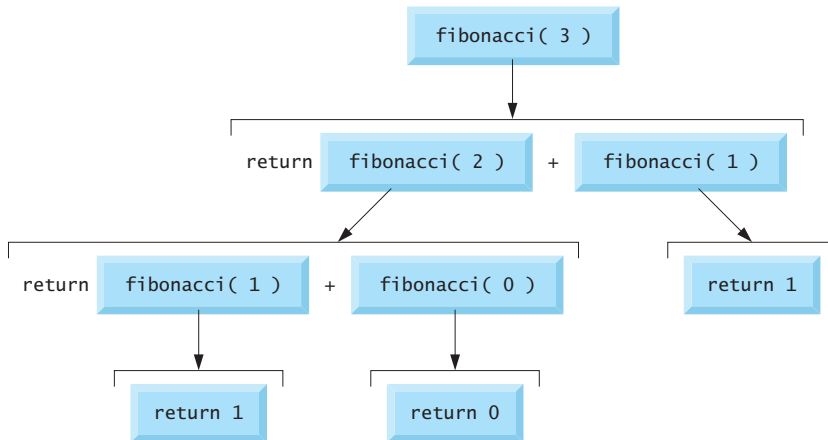 fibonacci( 3 )
return fibonacci( 2 ) + fibonacci( 1 )
return fibonacci( 1 ) + fibonacci( 0 )
return 1
return 1
return 0